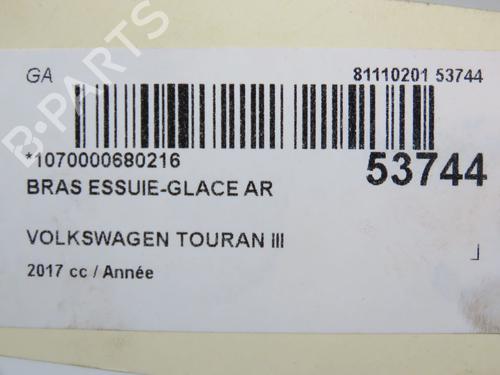 GA
81110201 53744
*1070000680216
53744
BRAS ESSUIE-GLACE AR
VOLKSWAGEN TOURAN III
2017 cc / Année
B-PARTS